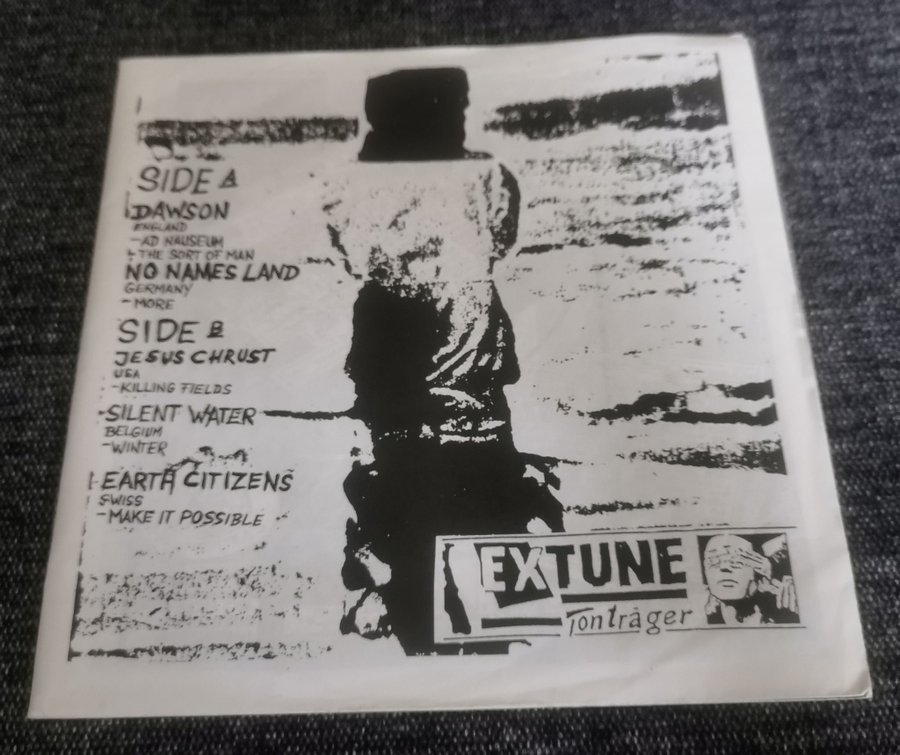 SIDE A
DAWSON
ENGLAND
-AD NAUSEUM
+THE SORT OF MAN
NO NAMES LAND
GERMANY
-MORE
SIDE B
JESUS CHRUST
USA
-KILLING FIELDS
-SILENT WATER
BELGIUM
-WINTER
-EARTH CITIZENS
SWISS
-MAKE IT POSSIBLE
EXTUNE
Tonträger